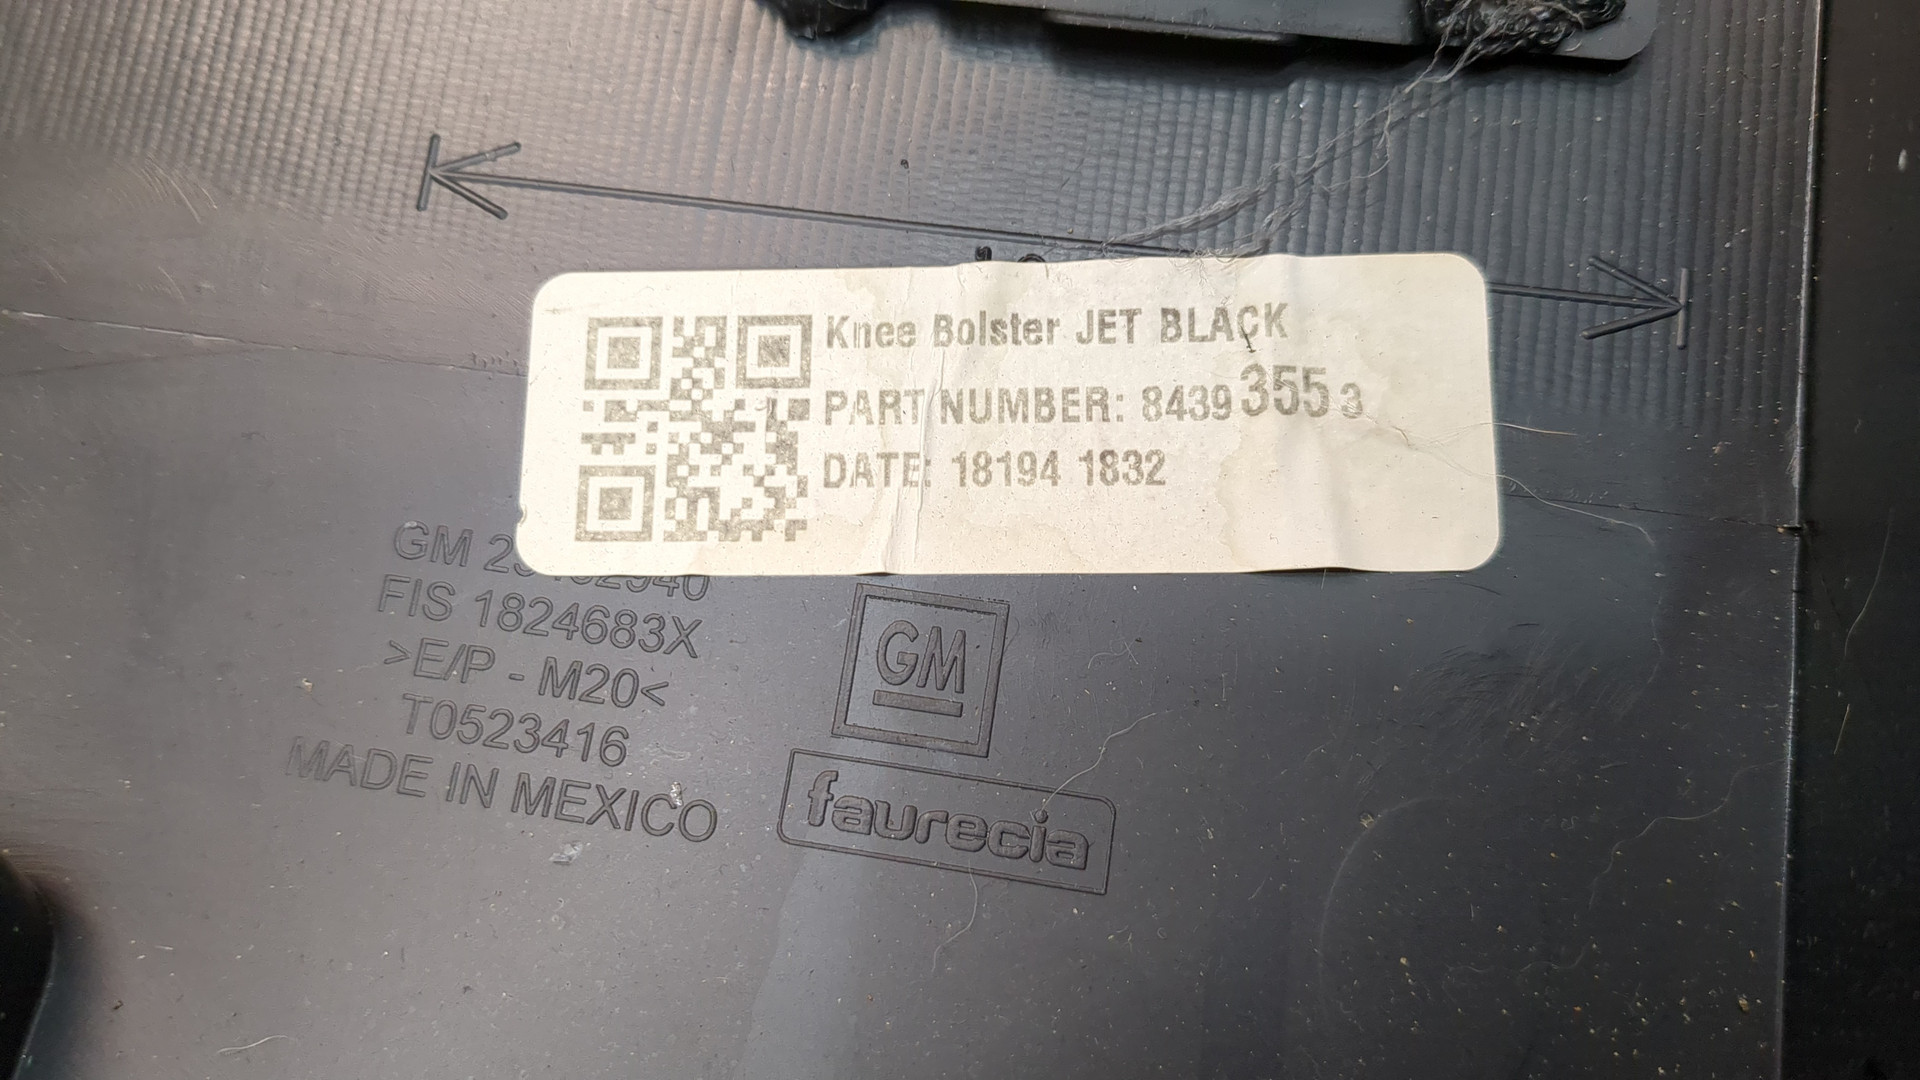 Knee Bolster JET BLACK
PART NUMBER: 84393553
DATE: 18194 1832
GM
FIS 1824683X
>E/P - M20<
T0523416
MADE IN MEXICO
GM
faurecia